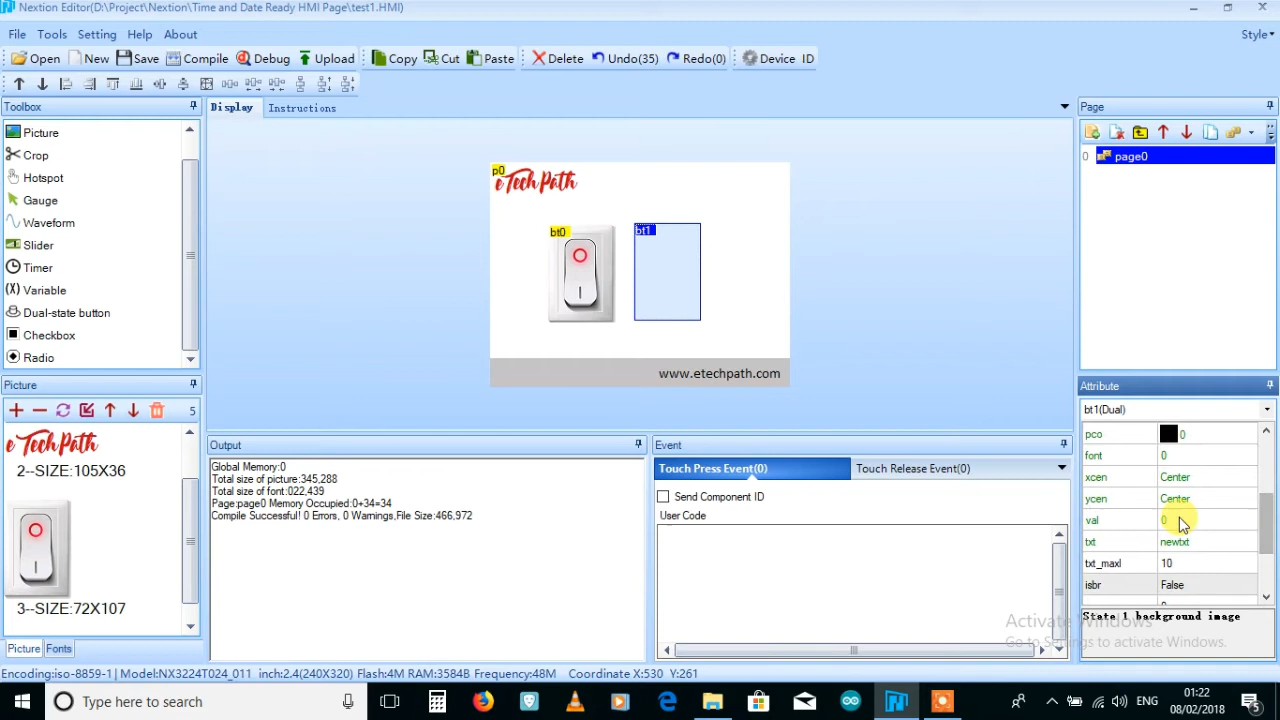 Nextion Editor(D:\Project\Nextion\Time and Date Ready HMI Page\test1.HMI)
File Tools Setting Help About
Style
Open New Save Compile Debug Upload Copy Cut Paste Delete Undo(35) Redo(0) Device ID
Toolbox
Picture
Crop
Hotspot
Gauge
Waveform
Slider
Timer
(X) Variable
Dual-state button
Checkbox
Radio
Picture
5
eTechPath
2--SIZE:105X36
3--SIZE:72X107
Picture Fonts
Display Instructions
p0
eTechPath
bt0
bt1
www.etechpath.com
Output
Global Memory:0
Total size of picture:345,288
Total size of font:022,439
Page:page0 Memory Occupied:0+34=34
Compile Successful! 0 Errors, 0 Warnings,File Size:466,972
Event
Touch Press Event(0) Touch Release Event(0)
Send Component ID
User Code
Page
0 page0
Attribute
bt1(Dual)
pco 0
font 0
xcen Center
ycen Center
val 0
txt newtxt
txt_maxl 10
isbr False
State 1 background image
Activate Windows
Go to Settings to activate Windows.
Encoding:iso-8859-1 | Model:NX3224T024_011 inch:2.4(240X320) Flash:4M RAM:3584B Frequency:48M Coordinate X:530 Y:261
Type here to search
ENG
01:22
08/02/2018
5